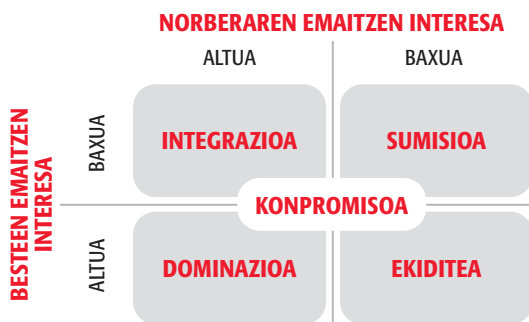 NORBERAREN EMAITZEN INTERESA
ALTUA
BAXUA
BESTEEN EMAITZEN
INTERESA
BAXUA
INTEGRAZIOA
SUMISIOA
KONPROMISOA
ALTUA
DOMINAZIOA
EKIDITEA